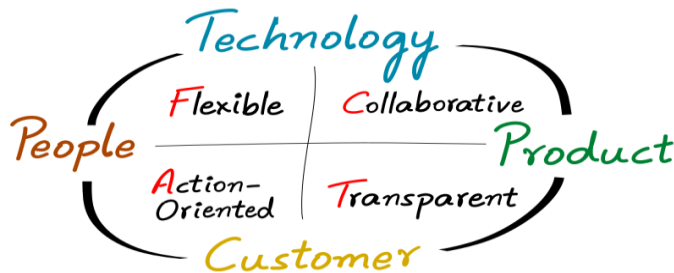 Technology
Flexible
Collaborative
People
Product
Action-
Oriented
Transparent
Customer